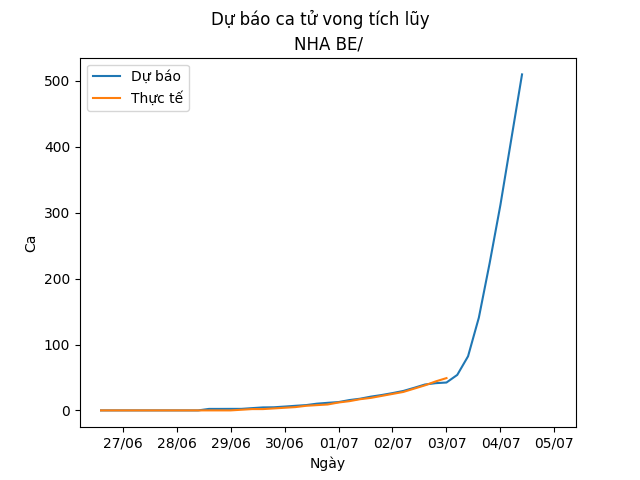 Dự báo ca tử vong tích lũy
NHA BE/
Dự báo
Thực tế
500
400
300
200
100
0
Ca
27/06 28/06 29/06 30/06 01/07 02/07 03/07 04/07 05/07
Ngày